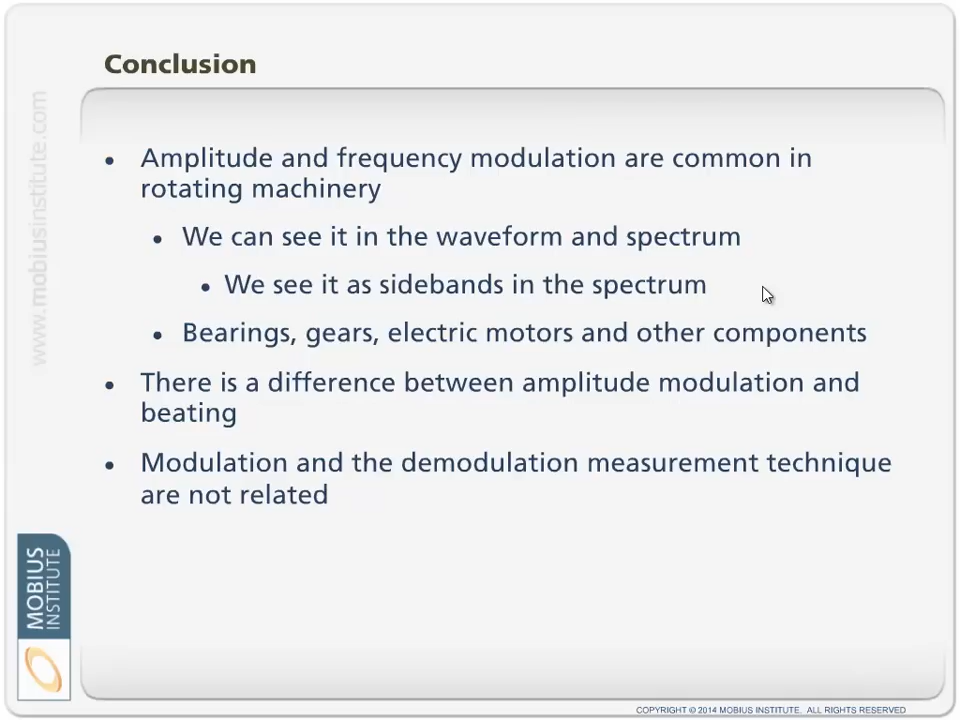 Conclusion
• Amplitude and frequency modulation are common in
rotating machinery
• We can see it in the waveform and spectrum
• We see it as sidebands in the spectrum
• Bearings, gears, electric motors and other components
• There is a difference between amplitude modulation and
beating
• Modulation and the demodulation measurement technique
are not related
www.mobiusinstitute.com
MOBIUS
INSTITUTE
COPYRIGHT © 2014 MOBIUS INSTITUTE. ALL RIGHTS RESERVED